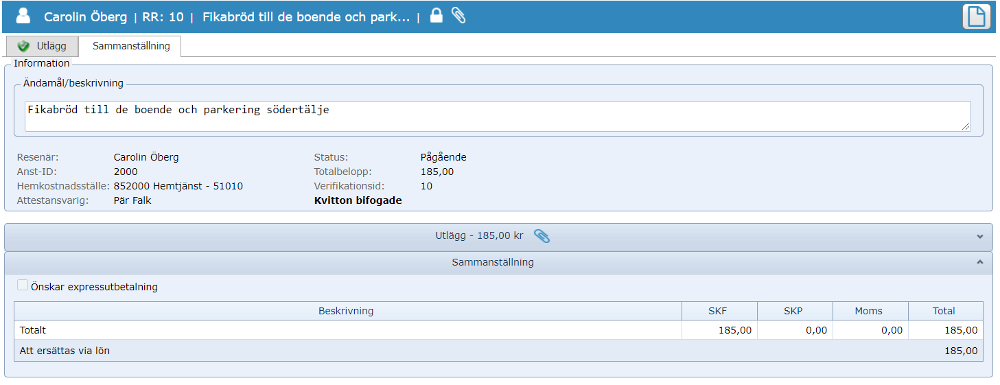 Carolin Öberg | RR: 10 | Fikabröd till de boende och park... |
Utlägg Sammanställning
Information
Ändamål/beskrivning
Fikabröd till de boende och parkering södertälje
Resenär: Carolin Öberg Status: Pågående
Anst-ID: 2000 Totalbelopp: 185,00
Hemkostnadsställe: 852000 Hemtjänst - 51010 Verifikationsid: 10
Attestansvarig: Pär Falk Kvitton bifogade
Utlägg - 185,00 kr
Sammanställning
Önskar expressutbetalning
Beskrivning SKF SKP Moms Total
Totalt 185,00 0,00 0,00 185,00
Att ersättas via lön 185,00